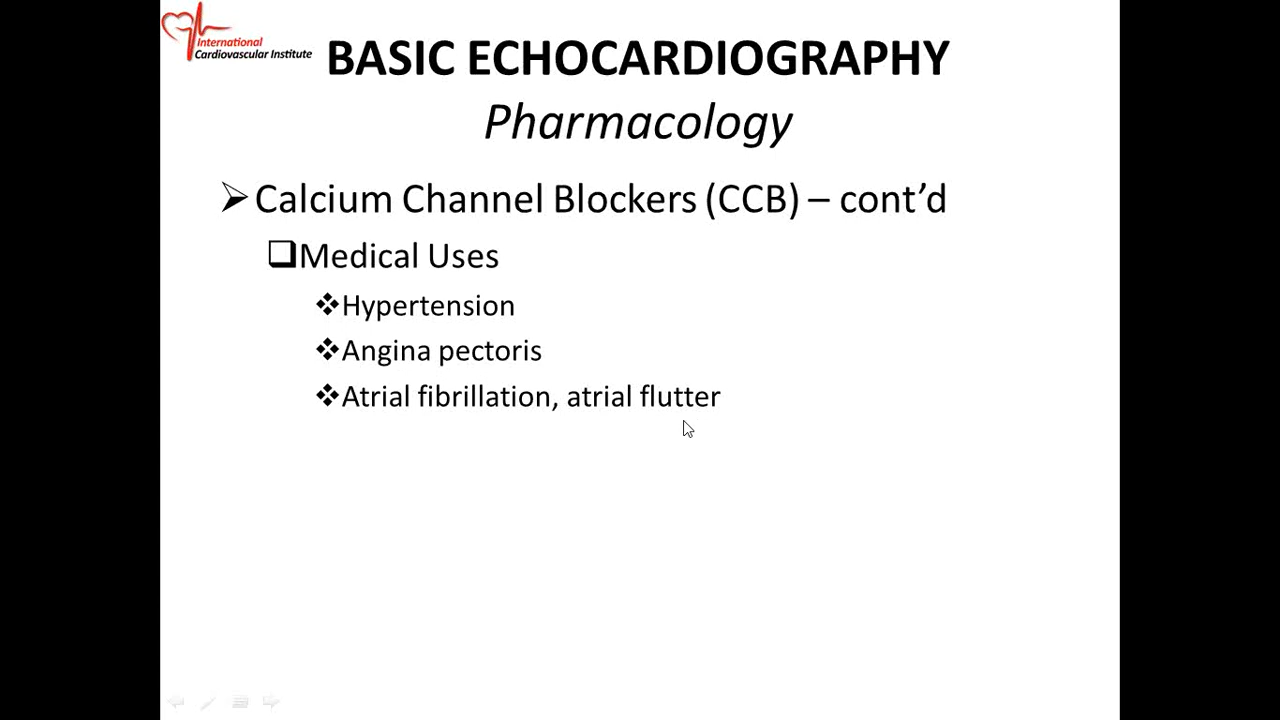 International
Cardiovascular Institute
BASIC ECHOCARDIOGRAPHY
Pharmacology
Calcium Channel Blockers (CCB) – cont’d
Medical Uses
Hypertension
Angina pectoris
Atrial fibrillation, atrial flutter